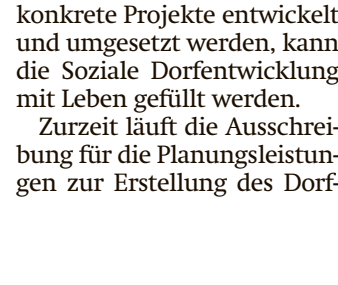 konkrete Projekte entwickelt
und umgesetzt werden, kann
die Soziale Dorfentwicklung
mit Leben gefüllt werden.
Zurzeit läuft die Ausschrei-
bung für die Planungsleistun-
gen zur Erstellung des Dorf-